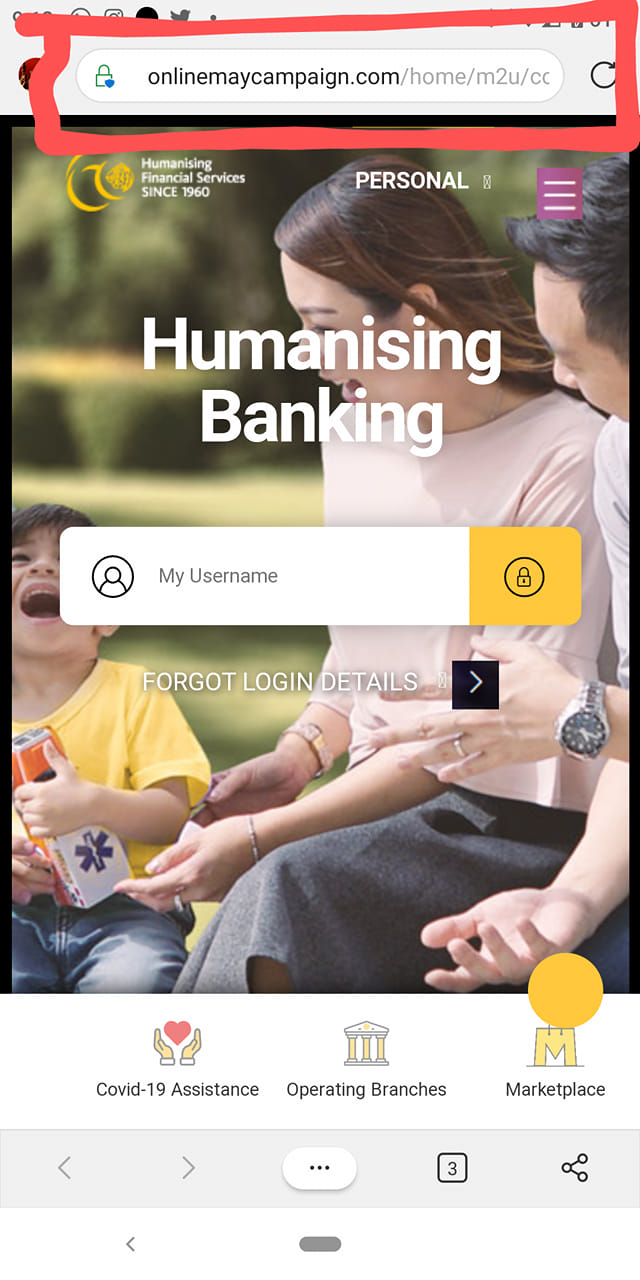 onlinemaycampaign.com/home/m2u/co
Humanising
Financial Services
SINCE 1960
PERSONAL
Humanising
Banking
My Username
FORGOT LOGIN DETAILS
Covid-19 Assistance
Operating Branches
Marketplace
3